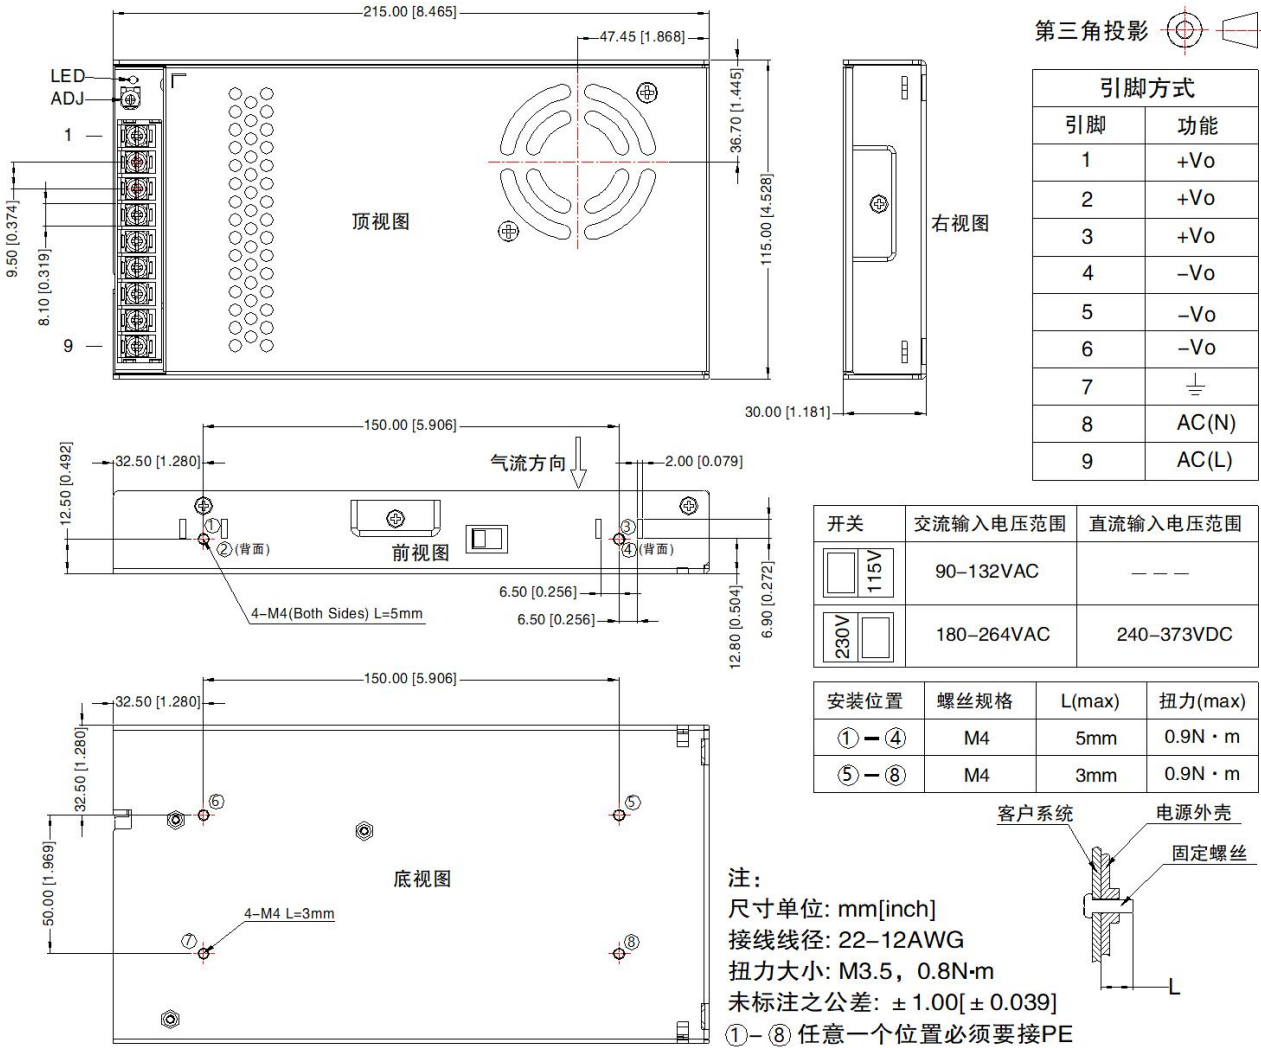 215.00 [8.465]
47.45 [1.868]
36.70 [1.445]
115.00 [4.528]
LED
ADJ
1
9
9.50 [0.374]
8.10 [0.319]
顶视图
右视图
30.00 [1.181]
第三角投影
引脚方式
引脚 功能
1 +Vo
2 +Vo
3 +Vo
4 −Vo
5 −Vo
6 −Vo
7
8 AC(N)
9 AC(L)
150.00 [5.906]
32.50 [1.280]
气流方向
2.00 [0.079]
12.50 [0.492]
①
②(背面)
前视图
③
④(背面)
6.50 [0.256]
6.50 [0.256]
12.80 [0.504]
6.90 [0.272]
4-M4(Both Sides) L=5mm
开关 交流输入电压范围 直流输入电压范围
115V 90-132VAC – – –
230V 180-264VAC 240-373VDC
安装位置 螺丝规格 L(max) 扭力(max)
①–④ M4 5mm 0.9N·m
⑤–⑧ M4 3mm 0.9N·m
150.00 [5.906]
32.50 [1.280]
32.50 [1.280]
50.00 [1.969]
⑥
⑤
底视图
4-M4 L=3mm
⑦
⑧
客户系统
电源外壳
固定螺丝
L
注：
尺寸单位: mm[inch]
接线线径: 22-12AWG
扭力大小: M3.5，0.8N·m
未标注之公差: ±1.00[±0.039]
①-⑧ 任意一个位置必须要接PE